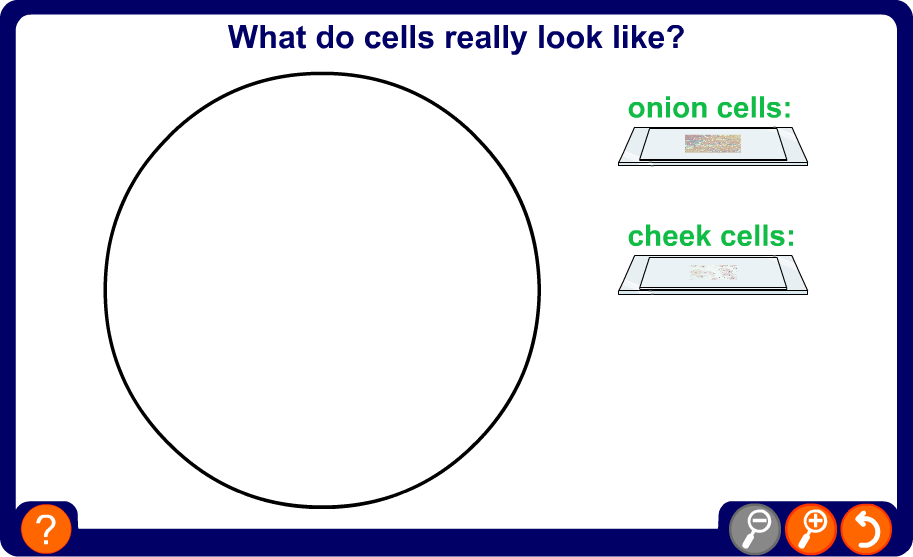 What do cells really look like?
onion cells:
cheek cells:
?